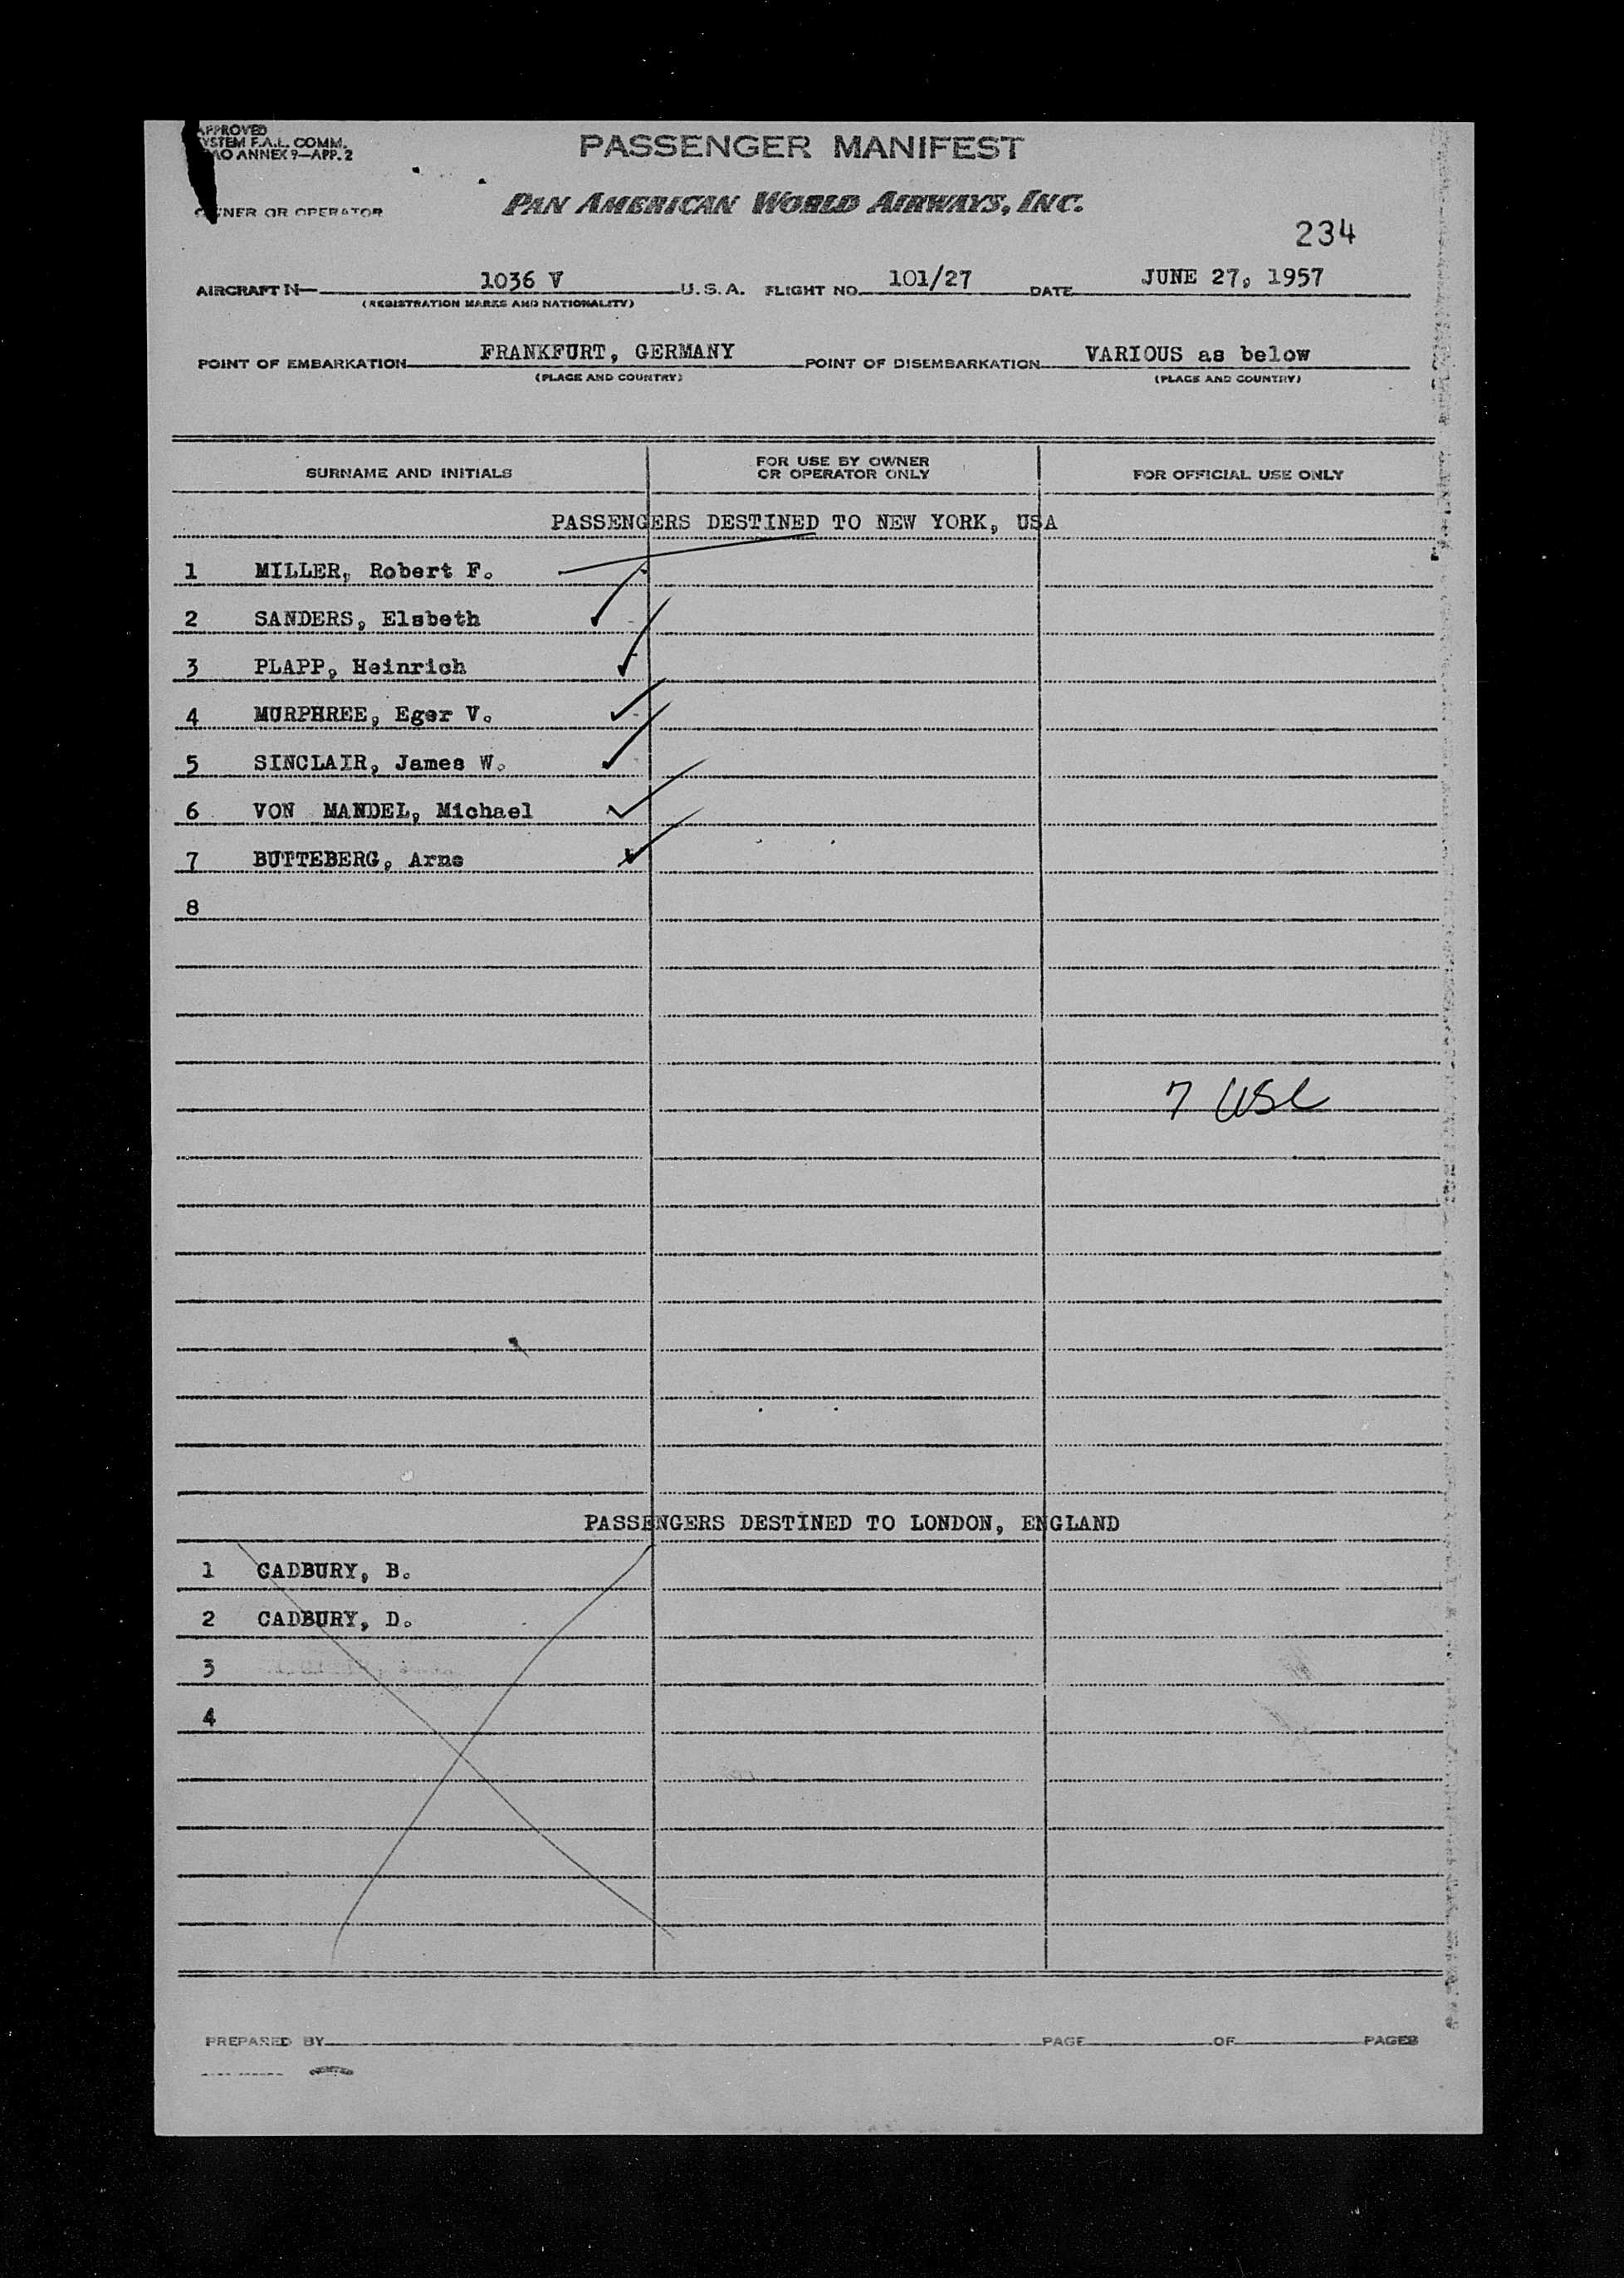 APPROVED
YSTEM F.A.L. COMM.
AO ANNEX 9—APP. 2
PASSENGER MANIFEST
OWNER OR OPERATOR
PAN AMERICAN WORLD AIRWAYS, INC.
234
AIRCRAFT N— 1036 V U. S. A. FLIGHT NO. 101/27 DATE JUNE 27, 1957
(REGISTRATION MARKS AND NATIONALITY)
POINT OF EMBARKATION FRANKFURT, GERMANY POINT OF DISEMBARKATION VARIOUS as below
(PLACE AND COUNTRY) (PLACE AND COUNTRY)
SURNAME AND INITIALS FOR USE BY OWNER OR OPERATOR ONLY FOR OFFICIAL USE ONLY
PASSENGERS DESTINED TO NEW YORK, USA
1 MILLER, Robert F.
2 SANDERS, Elsbeth
3 PLAPP, Heinrich
4 MURPHREE, Eger V.
5 SINCLAIR, James W.
6 VON MANDEL, Michael
7 BUTTEBERG, Arne
8
7 USC
PASSENGERS DESTINED TO LONDON, ENGLAND
1 CADBURY, B.
2 CADBURY, D.
3
4
PREPARED BY PAGE OF PAGES